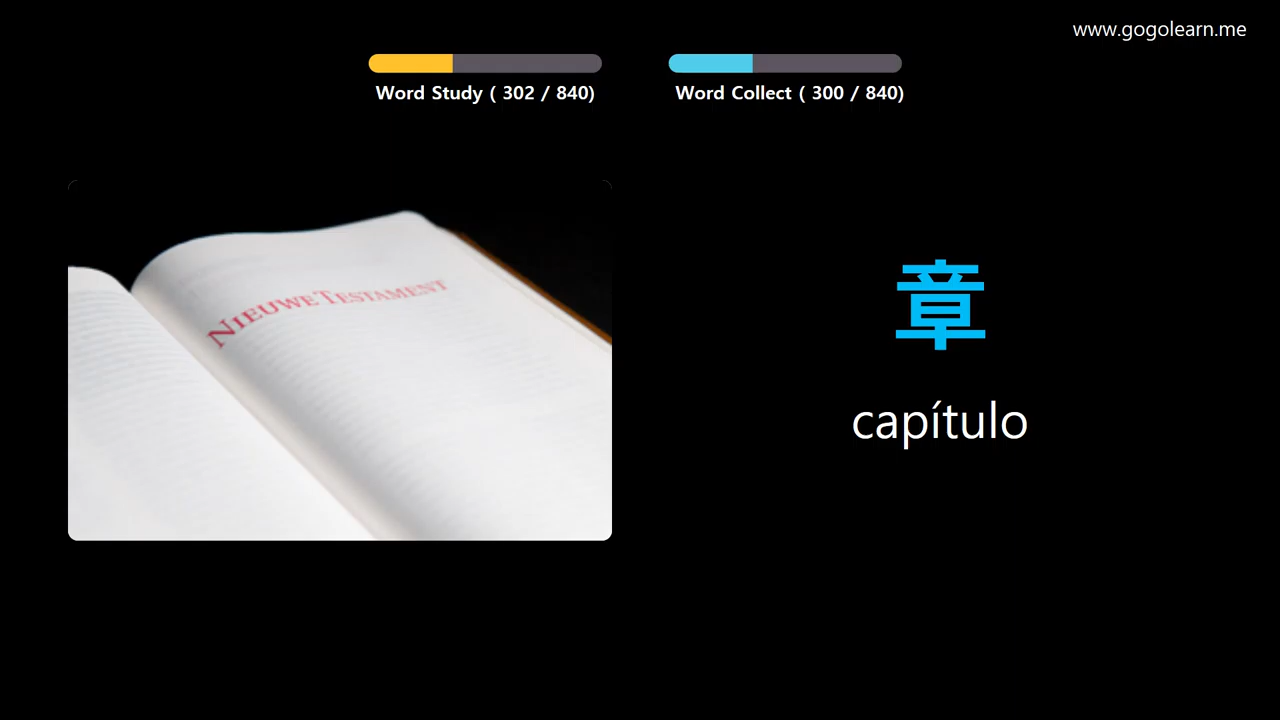 www.gogolearn.me
Word Study ( 302 / 840)
Word Collect ( 300 / 840)
NIEUWE TESTAMENT
章
capítulo